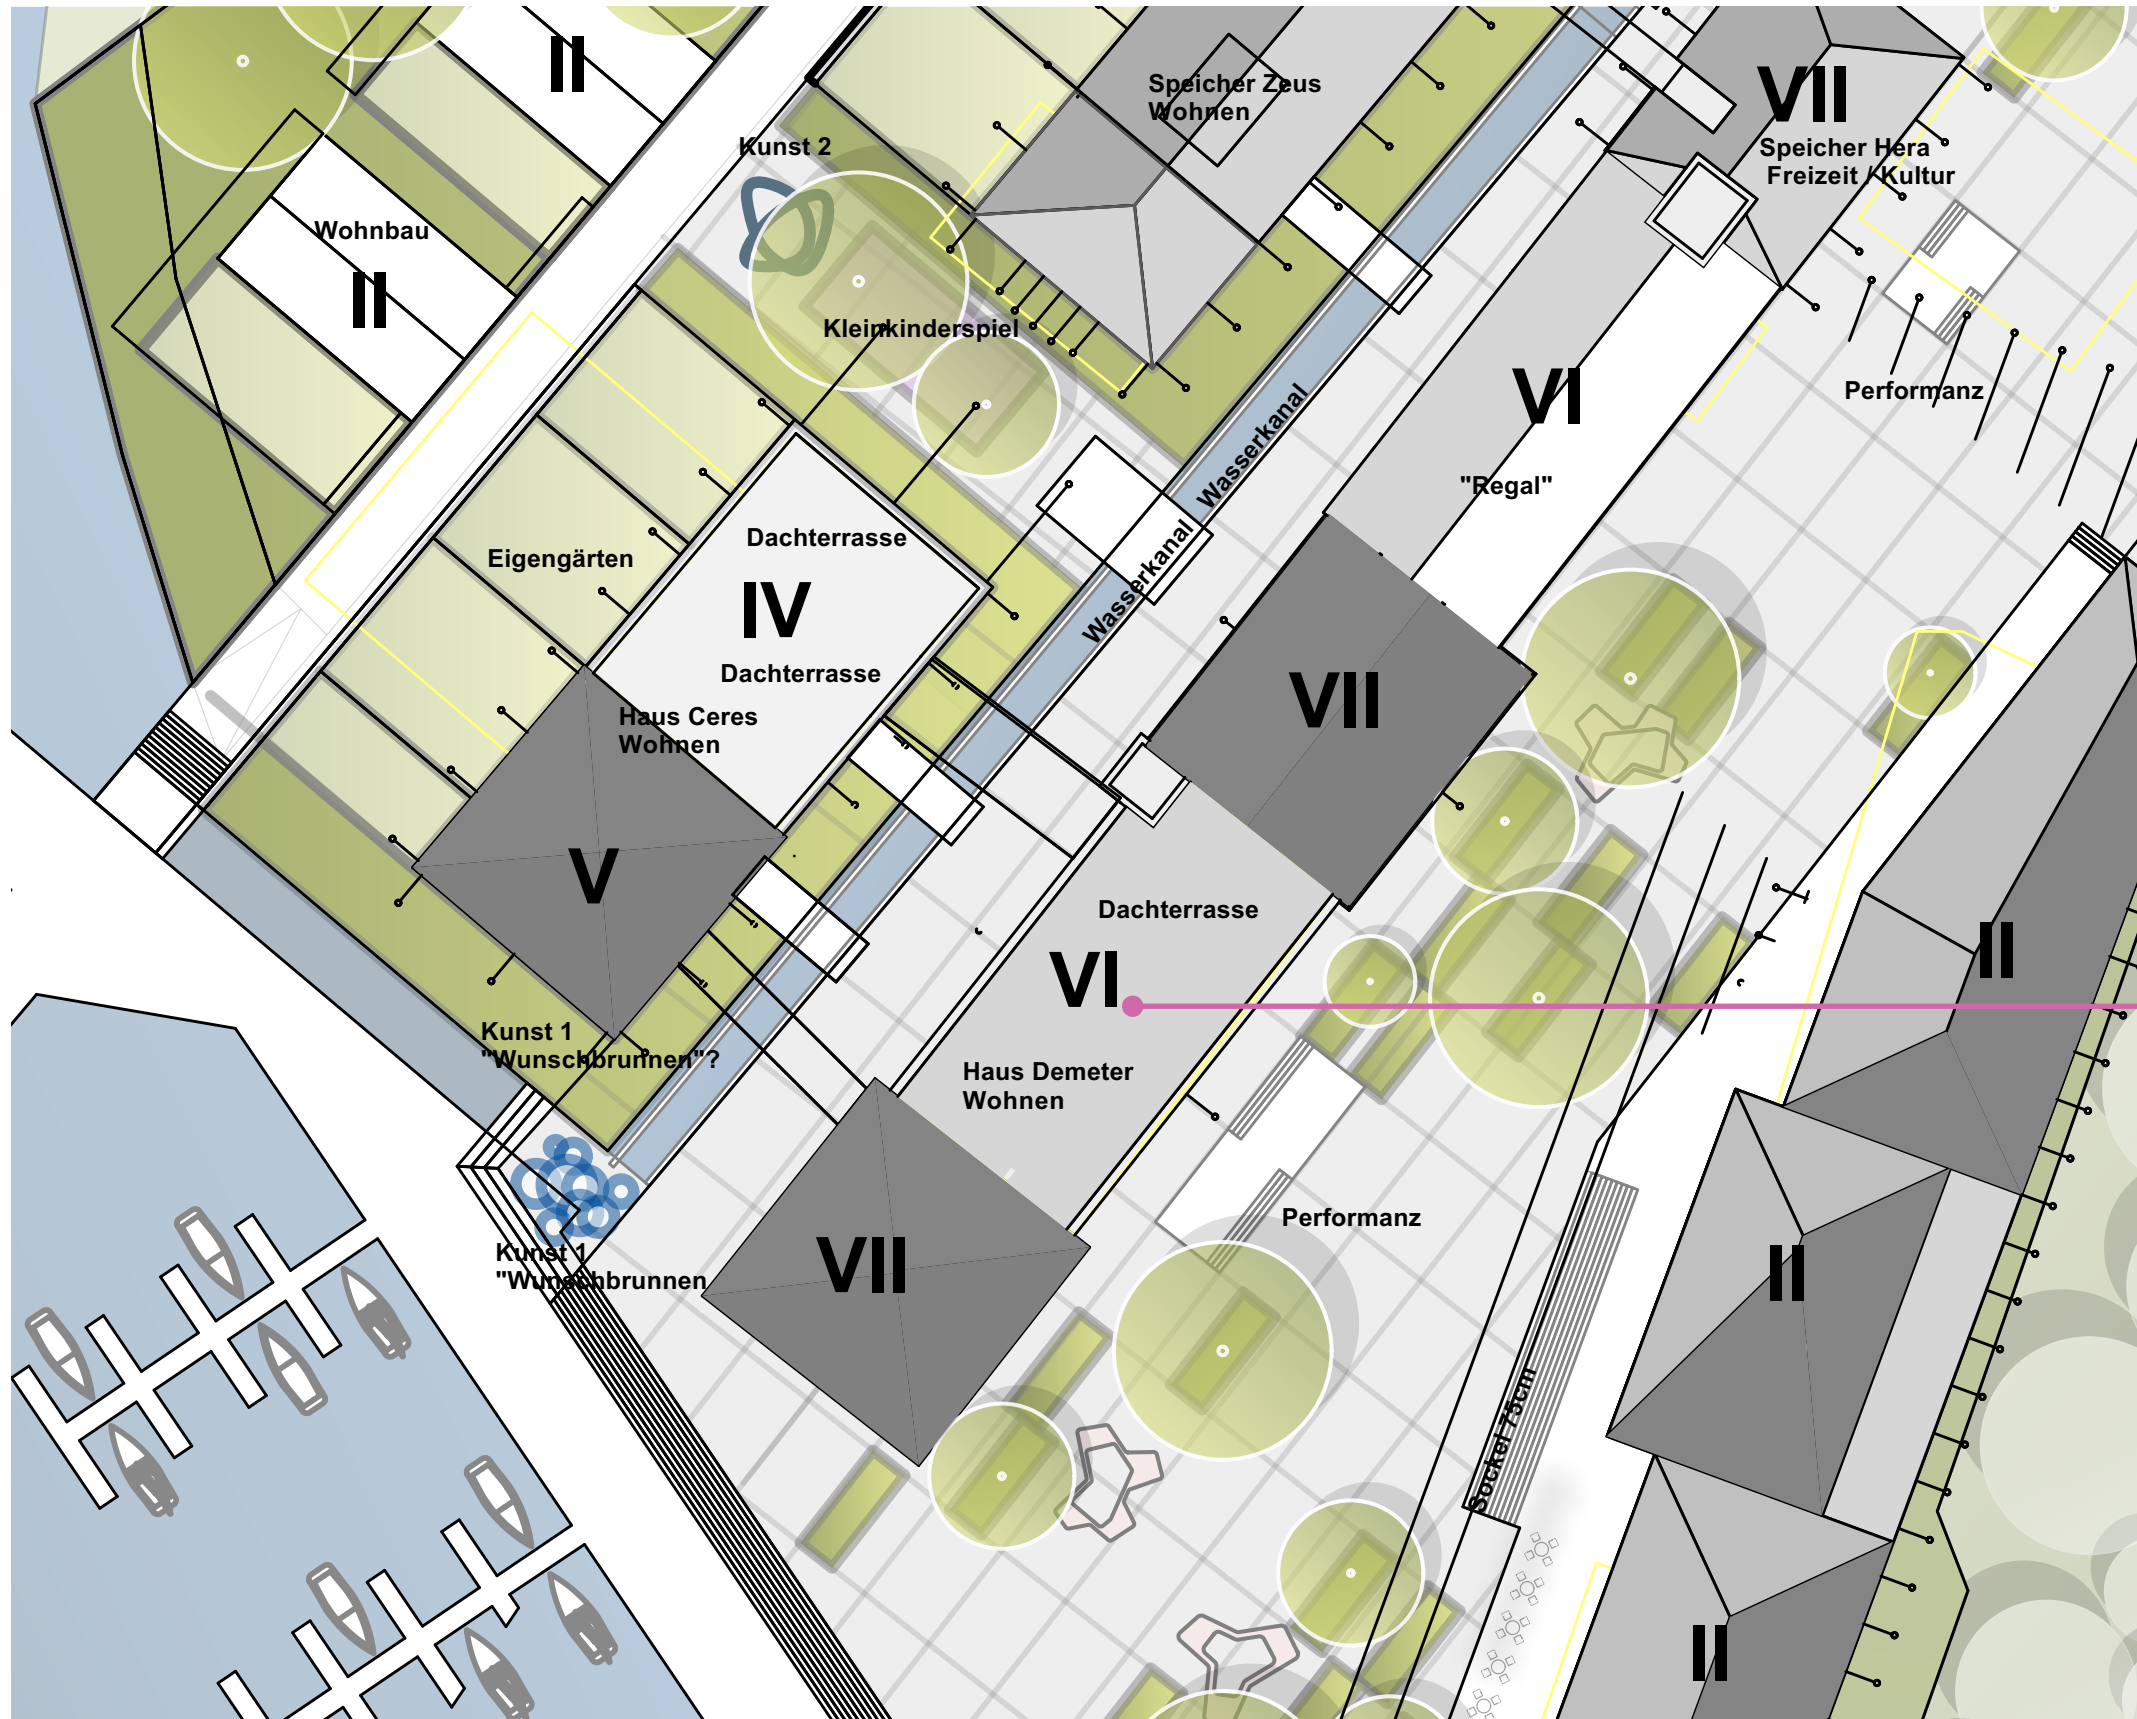 II
Speicher Zeus
Wohnen
VII
Speicher Hera
Freizeit / Kultur
Kunst 2
Wohnbau
II
Kleinkinderspiel
Performanz
VI
"Regal"
Wasserkanal
Wasserkanal
Dachterrasse
Eigengärten
IV
Dachterrasse
Haus Ceres
Wohnen
VII
V
Dachterrasse
VI
II
Kunst 1
"Wunschbrunnen"?
Haus Demeter
Wohnen
Performanz
Kunst 1
"Wunschbrunnen
VII
II
Sockel 75cm
II